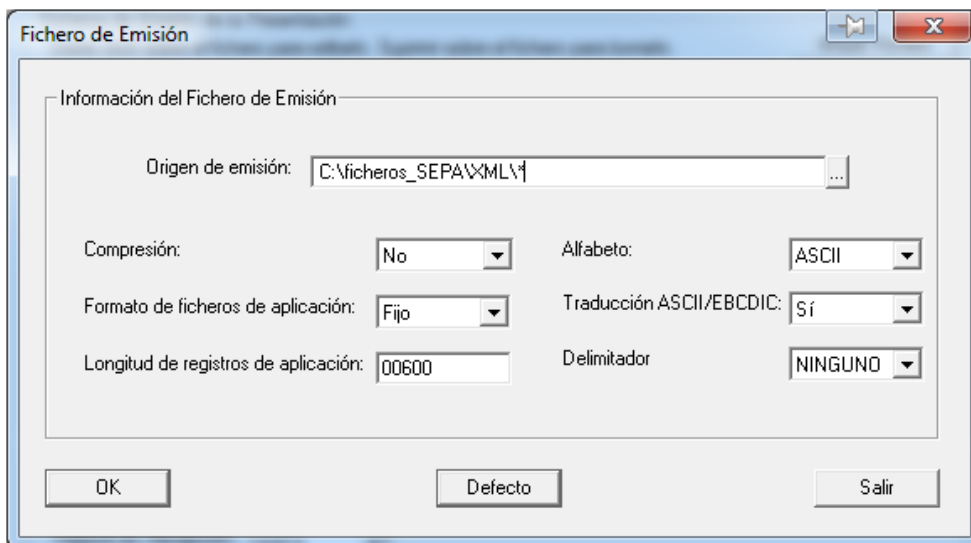 Fichero de Emisión
Información del Fichero de Emisión
Origen de emisión: C:\ficheros_SEPA\XML\* ...
Compresión: No Alfabeto: ASCII
Formato de ficheros de aplicación: Fijo Traducción ASCII/EBCDIC: Sí
Longitud de registros de aplicación: 00600 Delimitador NINGUNO
OK Defecto Salir